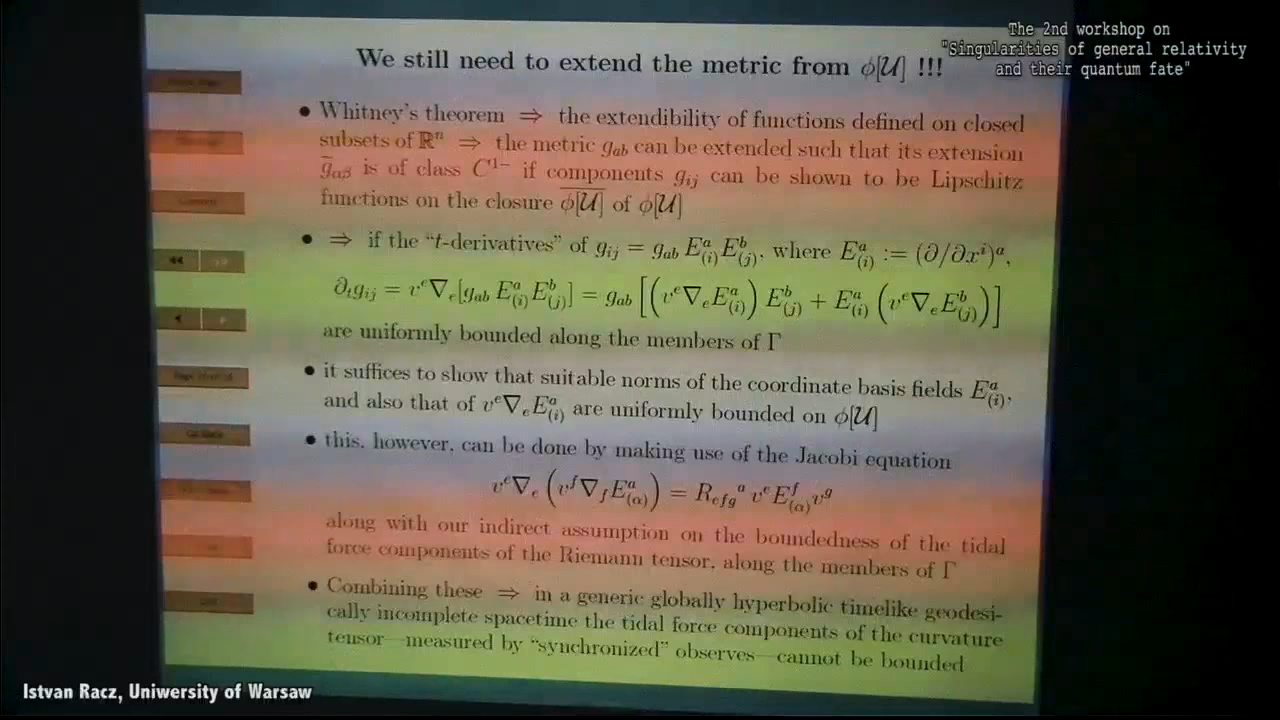 The 2nd workshop on
"Singularities of general relativity
and their quantum fate"
We still need to extend the metric from ϕ[𝒰] !!!
• Whitney's theorem ⇒ the extendibility of functions defined on closed
subsets of ℝⁿ ⇒ the metric g_ab can be extended such that its extension
g̃_αβ is of class C¹⁻ if components g_ij can be shown to be Lipschitz
functions on the closure \overline{ϕ[𝒰]} of ϕ[𝒰]
• ⇒ if the "t-derivatives" of g_ij = g_ab E^a_(i) E^b_(j), where E^a_(i) := (∂/∂x^i)^a,
∂_t g_ij = v^e∇_e[g_ab E^a_(i) E^b_(j)] = g_ab [(v^e∇_e E^a_(i)) E^b_(j) + E^a_(i) (v^e∇_e E^b_(j))]
are uniformly bounded along the members of Γ
• it suffices to show that suitable norms of the coordinate basis fields E^a_(i),
and also that of v^e∇_e E^a_(i) are uniformly bounded on ϕ[𝒰]
• this, however, can be done by making use of the Jacobi equation
v^e∇_e (v^f∇_f E^a_(α)) = R_efg^a v^e E^f_(α) v^g
along with our indirect assumption on the boundedness of the tidal
force components of the Riemann tensor, along the members of Γ
• Combining these ⇒ in a generic globally hyperbolic timelike geodesi-
cally incomplete spacetime the tidal force components of the curvature
tensor—measured by "synchronized" observes—cannot be bounded
Istvan Racz, Uniwersity of Warsaw